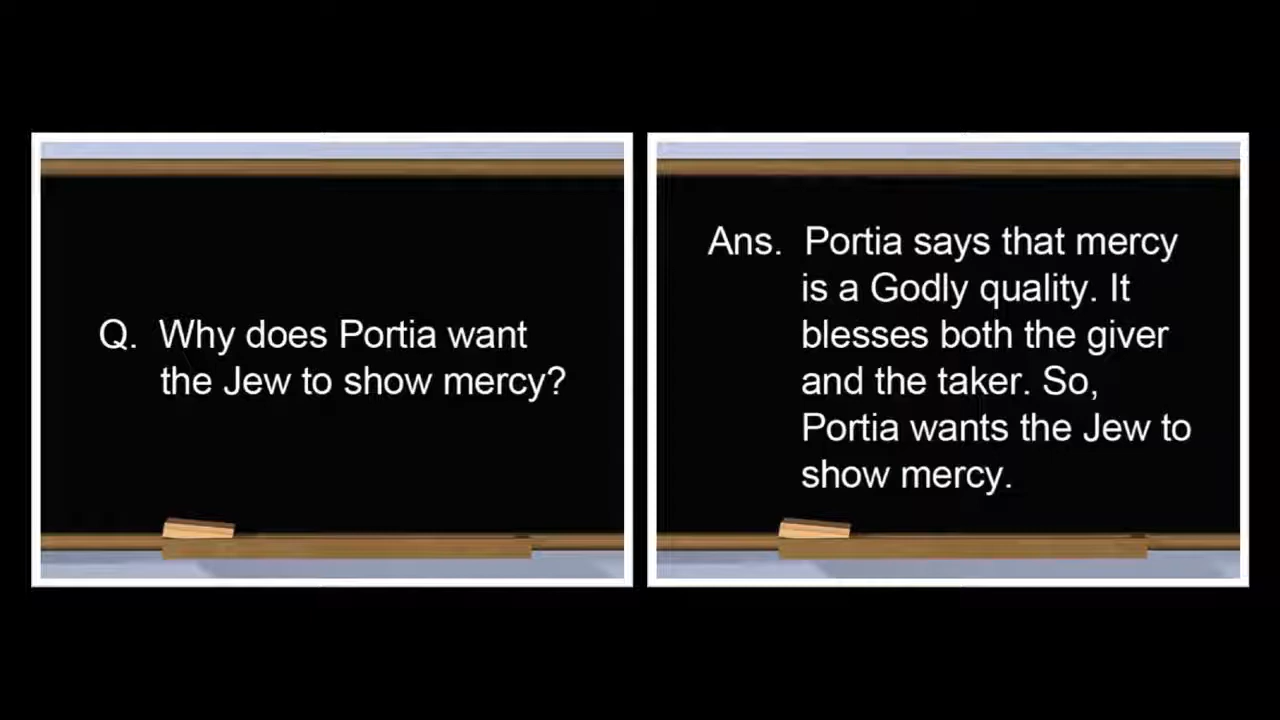 Q. Why does Portia want
the Jew to show mercy?
Ans. Portia says that mercy
is a Godly quality. It
blesses both the giver
and the taker. So,
Portia wants the Jew to
show mercy.